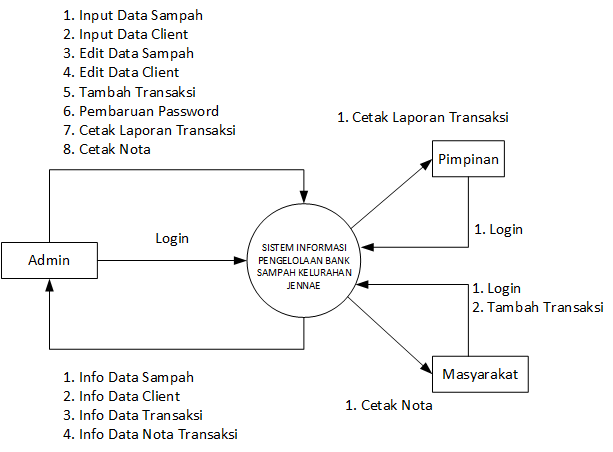 1. Input Data Sampah
2. Input Data Client
3. Edit Data Sampah
4. Edit Data Client
5. Tambah Transaksi
6. Pembaruan Password
7. Cetak Laporan Transaksi
8. Cetak Nota
1. Cetak Laporan Transaksi
Pimpinan
1. Login
Login
Admin
SISTEM INFORMASI
PENGELOLAAN BANK
SAMPAH KELURAHAN
JENNAE
1. Login
2. Tambah Transaksi
Masyarakat
1. Cetak Nota
1. Info Data Sampah
2. Info Data Client
3. Info Data Transaksi
4. Info Data Nota Transaksi